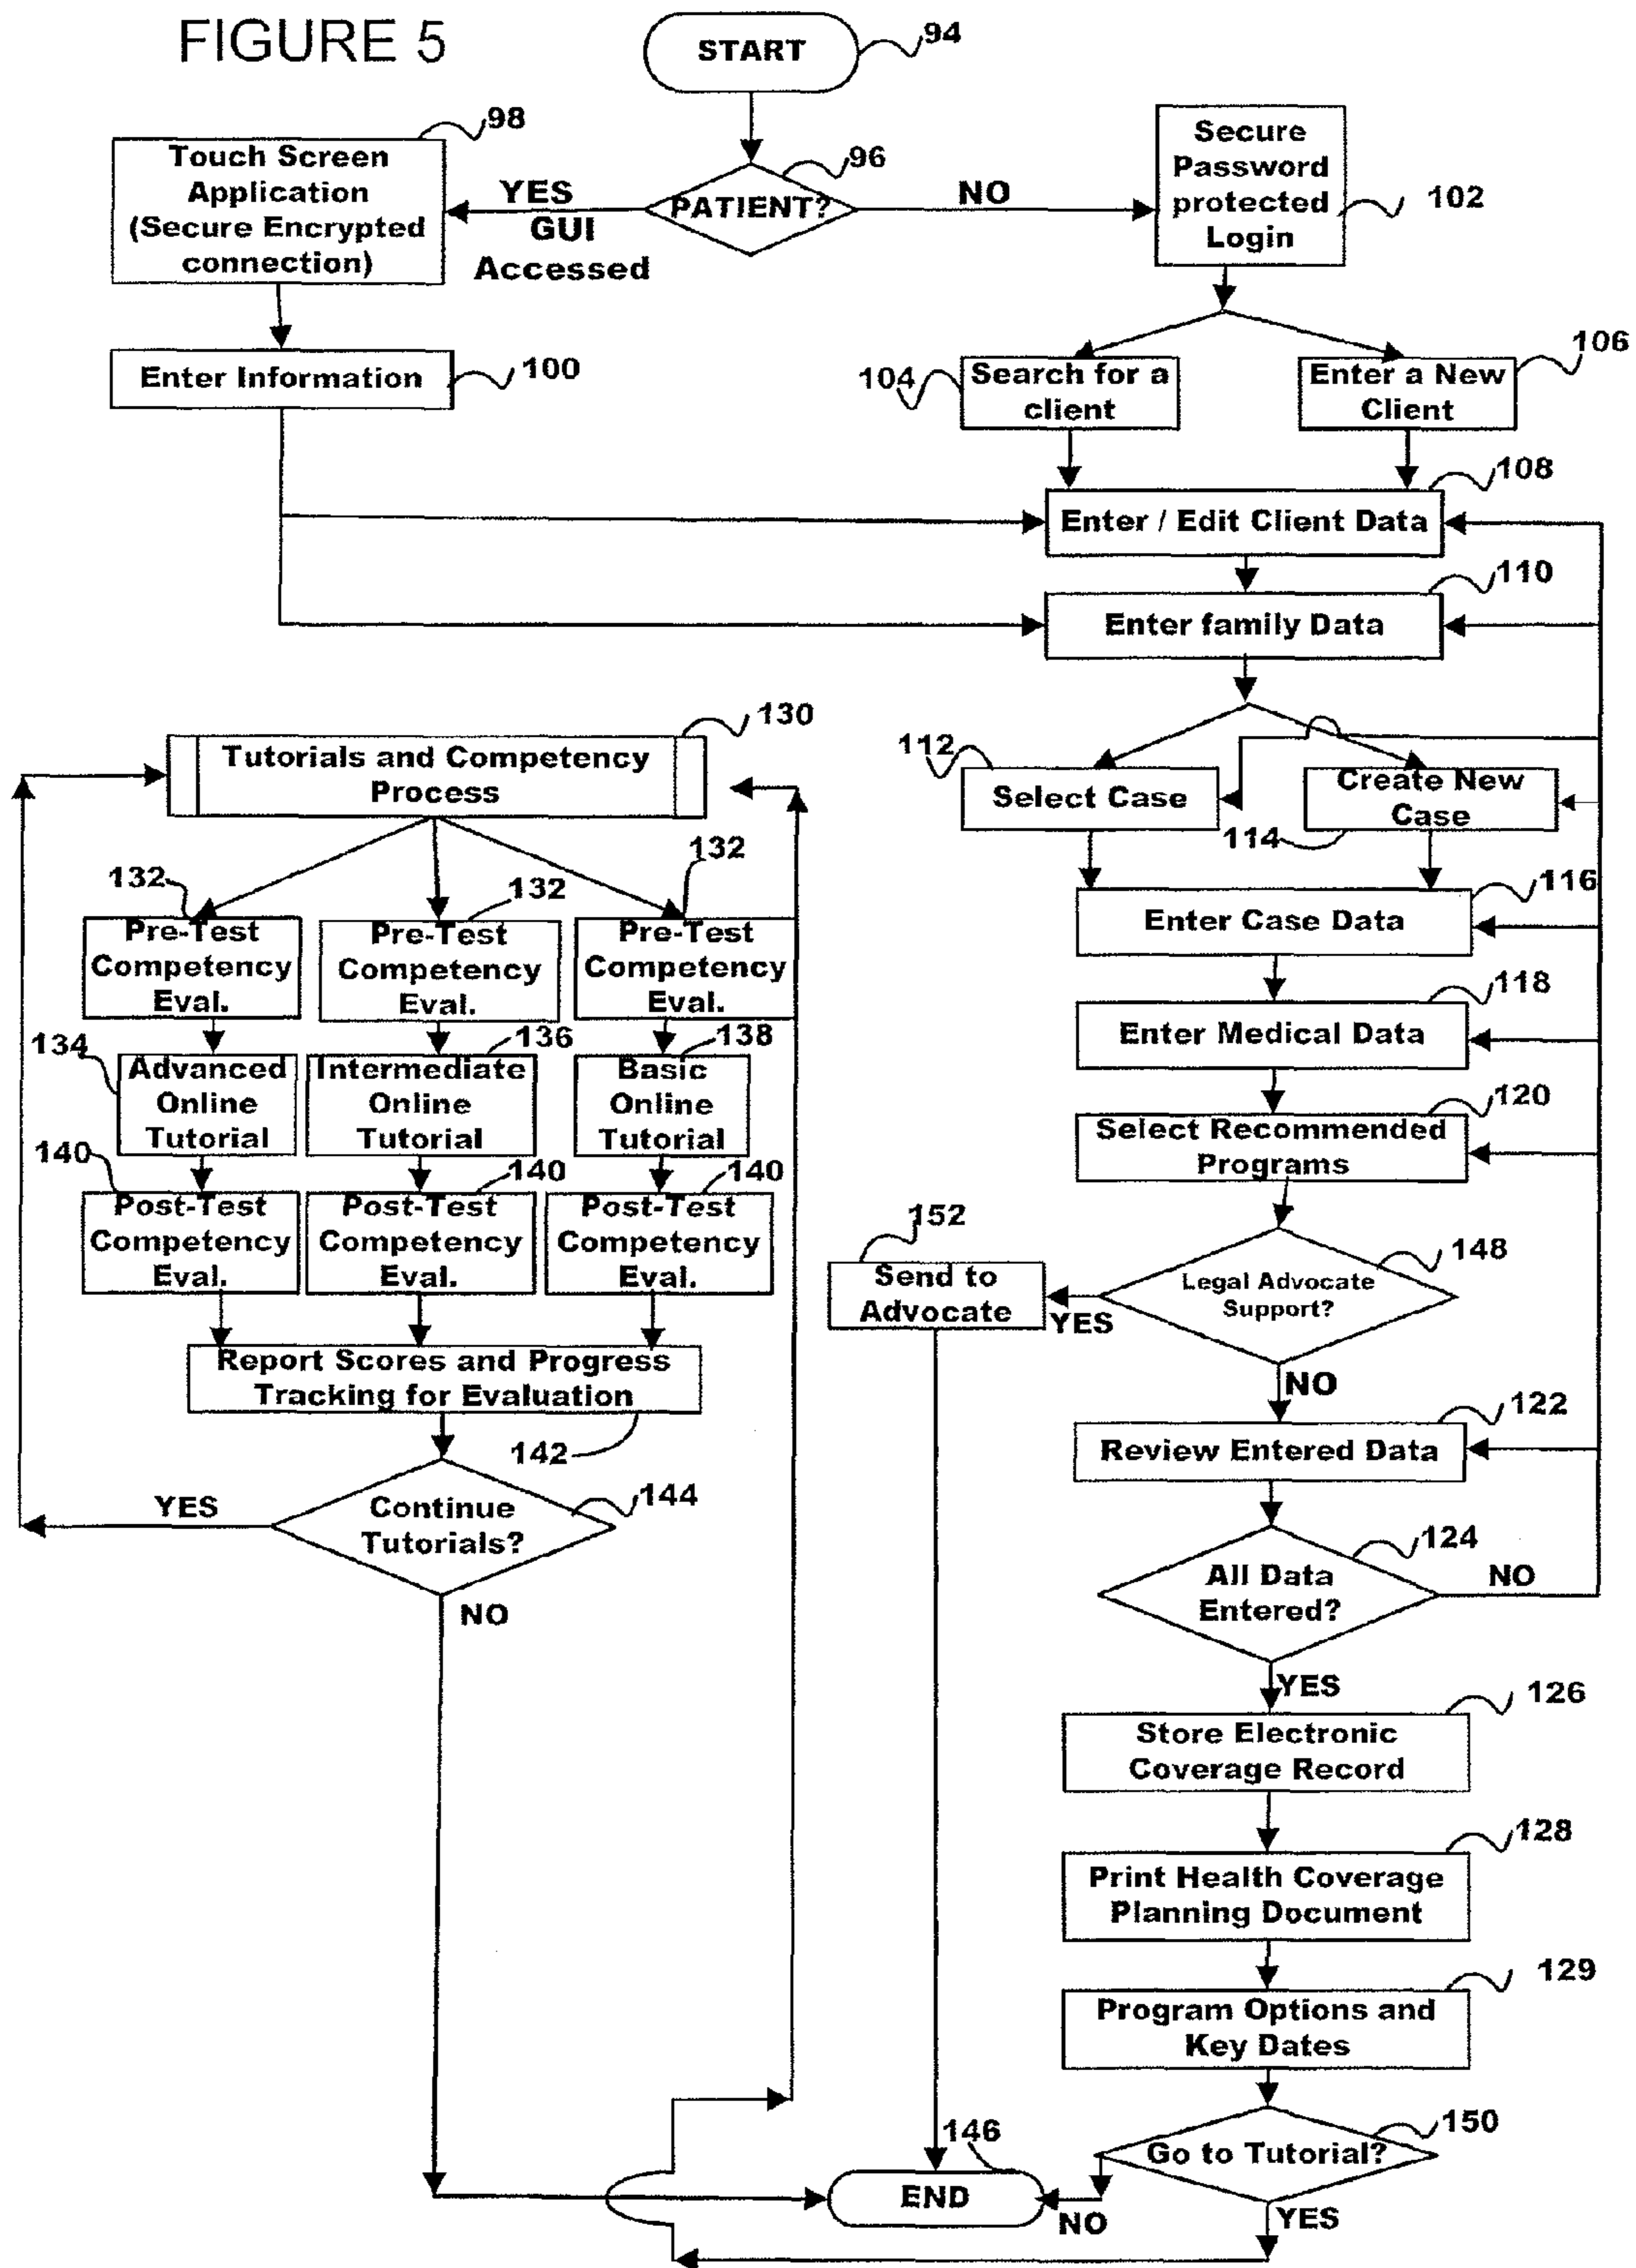 FIGURE 5
START
94
98
Touch Screen
Application
(Secure Encrypted
connection)
YES
GUI
Accessed
96
PATIENT?
NO
Secure
Password
protected
Login
102
Enter Information
100
104
Search for a
client
Enter a New
Client
106
108
Enter / Edit Client Data
110
Enter family Data
112
Select Case
Create New
Case
114
116
Enter Case Data
118
Enter Medical Data
120
Select Recommended
Programs
152
Send to
Advocate
YES
148
Legal Advocate
Support?
NO
122
Review Entered Data
124
All Data
Entered?
NO
YES
126
Store Electronic
Coverage Record
128
Print Health Coverage
Planning Document
129
Program Options and
Key Dates
150
Go to Tutorial?
NO
YES
146
END
130
Tutorials and Competency
Process
132
132
132
Pre-Test
Competency
Eval.
Pre-Test
Competency
Eval.
Pre-Test
Competency
Eval.
134
Advanced
Online
Tutorial
136
Intermediate
Online
Tutorial
138
Basic
Online
Tutorial
140
Post-Test
Competency
Eval.
140
Post-Test
Competency
Eval.
140
Post-Test
Competency
Eval.
Report Scores and Progress
Tracking for Evaluation
142
144
Continue
Tutorials?
YES
NO